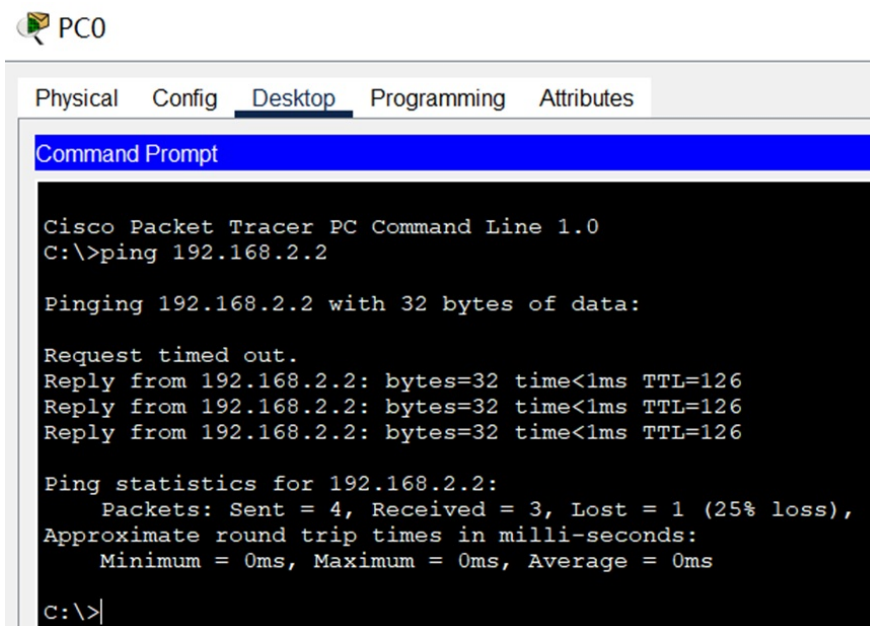 PC0
Physical Config Desktop Programming Attributes
Command Prompt
Cisco Packet Tracer PC Command Line 1.0
C:\>ping 192.168.2.2
Pinging 192.168.2.2 with 32 bytes of data:
Request timed out.
Reply from 192.168.2.2: bytes=32 time<1ms TTL=126
Reply from 192.168.2.2: bytes=32 time<1ms TTL=126
Reply from 192.168.2.2: bytes=32 time<1ms TTL=126
Ping statistics for 192.168.2.2:
    Packets: Sent = 4, Received = 3, Lost = 1 (25% loss),
Approximate round trip times in milli-seconds:
    Minimum = 0ms, Maximum = 0ms, Average = 0ms
C:\>